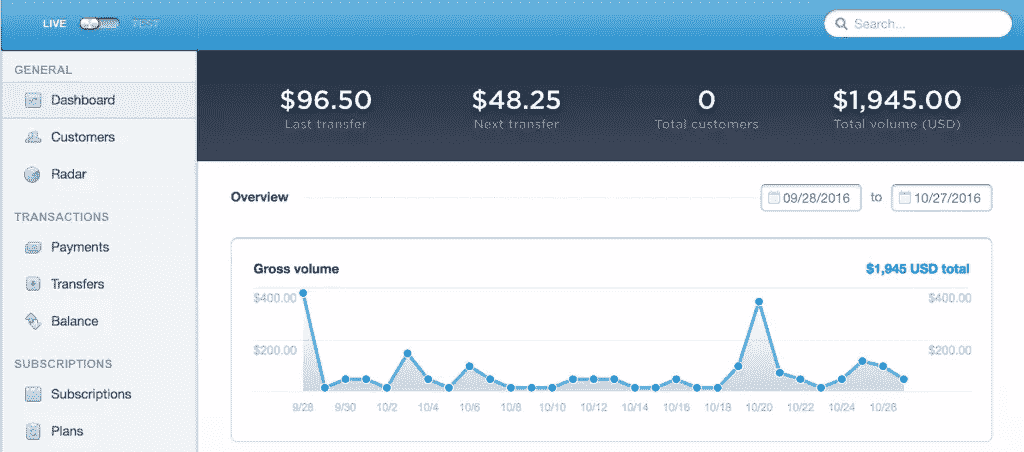 LIVE TEST
Search...
GENERAL
Dashboard
Customers
Radar
TRANSACTIONS
Payments
Transfers
Balance
SUBSCRIPTIONS
Subscriptions
Plans
$96.50
Last transfer
$48.25
Next transfer
0
Total customers
$1,945.00
Total volume (USD)
Overview
09/28/2016 to 10/27/2016
Gross volume
$1,945 USD total
$400.00 $400.00
$200.00 $200.00
9/28 9/30 10/2 10/4 10/6 10/8 10/10 10/12 10/14 10/16 10/18 10/20 10/22 10/24 10/26